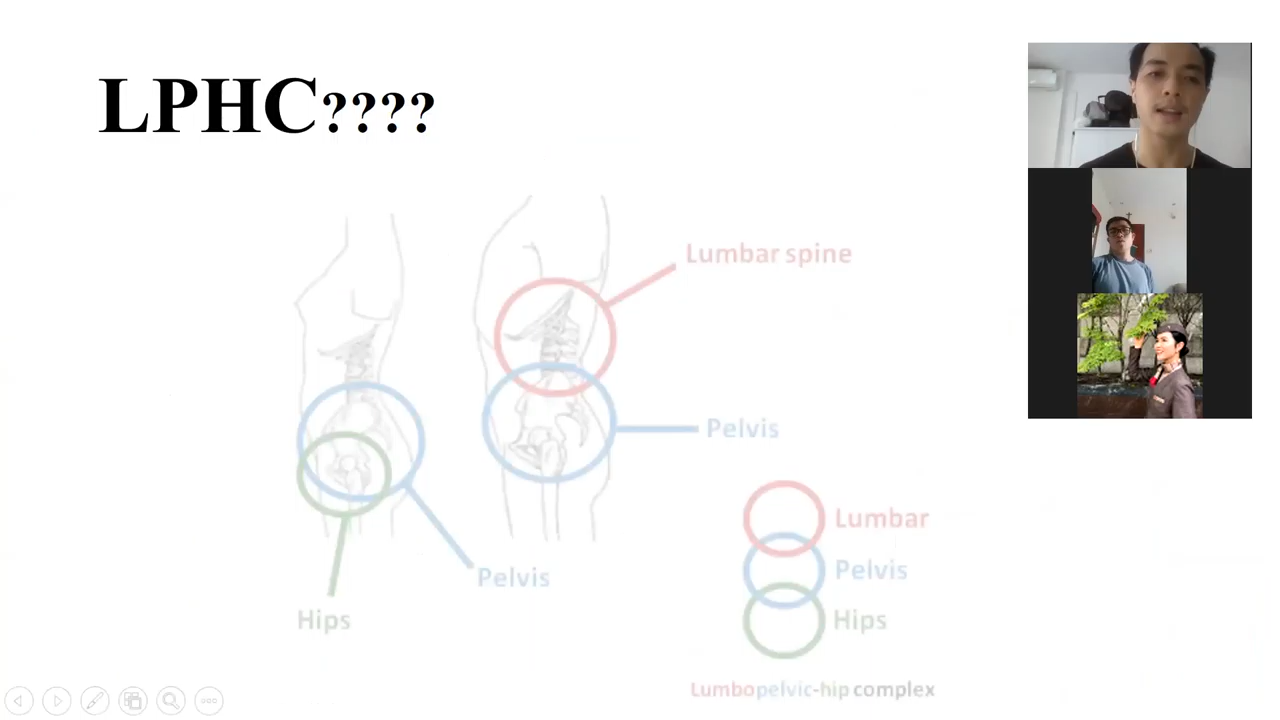 LPHC????
Lumbar spine
Pelvis
Lumbar
Pelvis
Pelvis
Hips
Hips
Lumbopelvic-hip complex